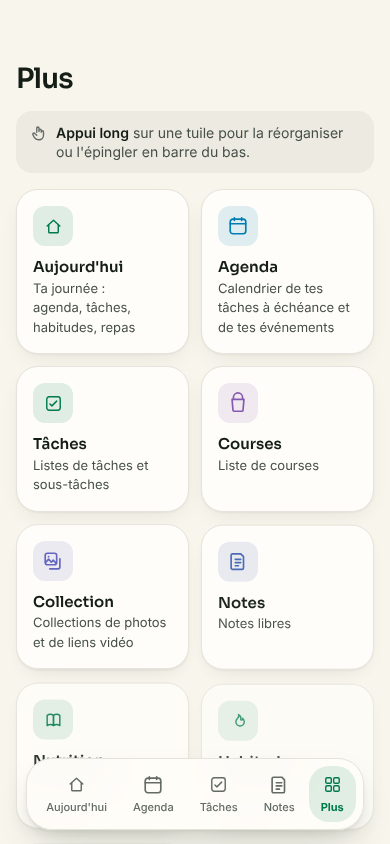 Plus
Appui long sur une tuile pour la réorganiser
ou l'épingler en barre du bas.
Aujourd'hui
Ta journée :
agenda, tâches,
habitudes, repas
Agenda
Calendrier de tes
tâches à échéance et
de tes événements
Tâches
Listes de tâches et
sous-tâches
Courses
Liste de courses
Collection
Collections de photos
et de liens vidéo
Notes
Notes libres
Aujourd'hui
Agenda
Tâches
Notes
Plus